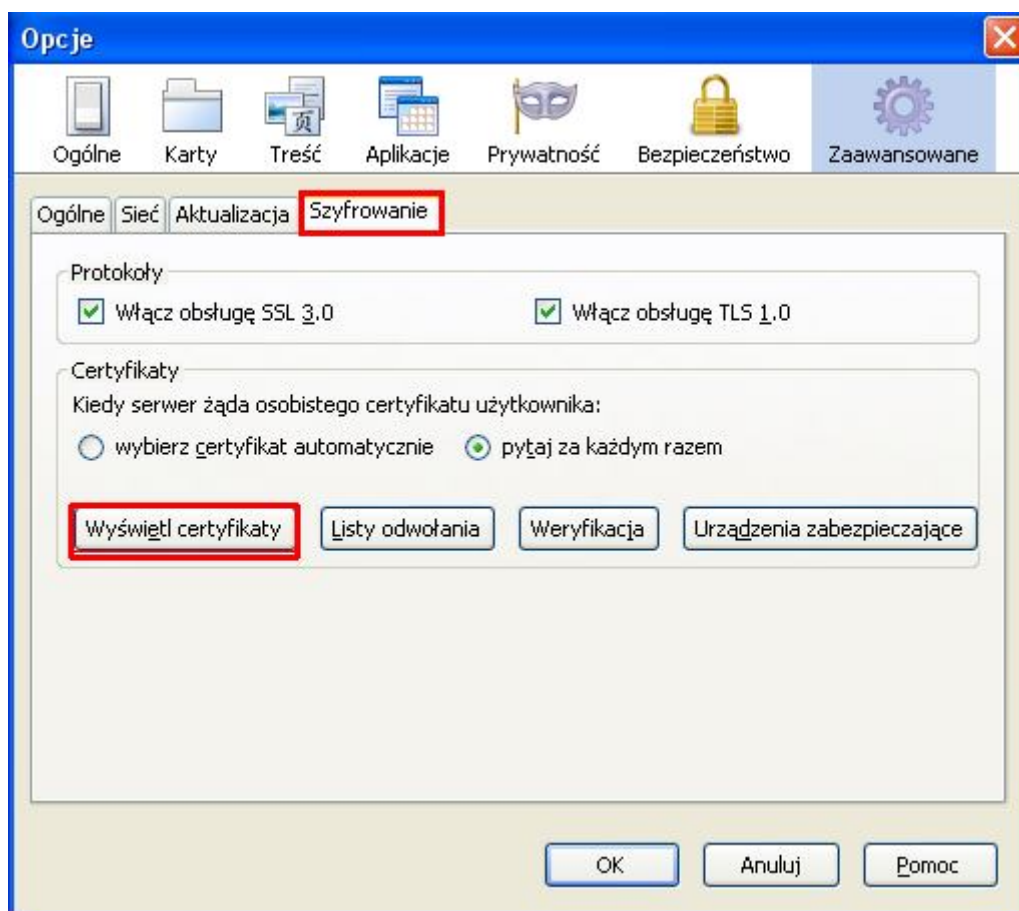 Opcje
页
Ogólne Karty Treść Aplikacje Prywatność Bezpieczeństwo Zaawansowane
Ogólne Sieć Aktualizacja Szyfrowanie
Protokoły
Włącz obsługę SSL 3.0 Włącz obsługę TLS 1.0
Certyfikaty
Kiedy serwer żąda osobistego certyfikatu użytkownika:
wybierz certyfikat automatycznie pytaj za każdym razem
Wyświetl certyfikaty Listy odwołania Weryfikacja Urządzenia zabezpieczające
OK Anuluj Pomoc